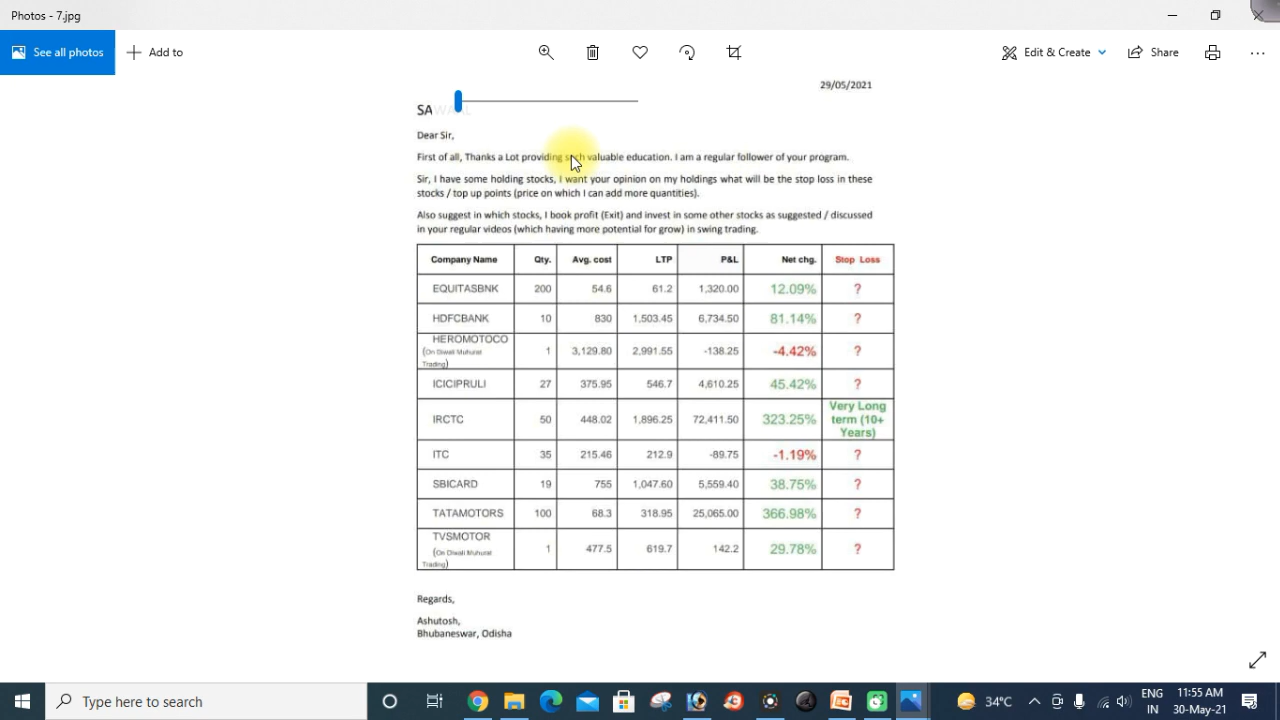 Photos - 7.jpg
See all photos
Add to
Edit & Create
Share
29/05/2021
SAWAAL
Dear Sir,
First of all, Thanks a Lot providing such valuable education. I am a regular follower of your program.
Sir, I have some holding stocks, I want your opinion on my holdings what will be the stop loss in these
stocks / top up points (price on which I can add more quantities).
Also suggest in which stocks, I book profit (Exit) and invest in some other stocks as suggested / discussed
in your regular videos (which having more potential for grow) in swing trading.
Company Name Qty. Avg. cost LTP P&L Net chg. Stop Loss
EQUITASBNK 200 54.6 61.2 1,320.00 12.09% ?
HDFCBANK 10 830 1,503.45 6,734.50 81.14% ?
HEROMOTOCO
(On Diwali Muhurat
Trading) 1 3,129.80 2,991.55 -138.25 -4.42% ?
ICICIPRULI 27 375.95 546.7 4,610.25 45.42% ?
IRCTC 50 448.02 1,896.25 72,411.50 323.25% Very Long
term (10+
Years)
ITC 35 215.46 212.9 -89.75 -1.19% ?
SBICARD 19 755 1,047.60 5,559.40 38.75% ?
TATAMOTORS 100 68.3 318.95 25,065.00 366.98% ?
TVSMOTOR
(On Diwali Muhurat
Trading) 1 477.5 619.7 142.2 29.78% ?
Regards,
Ashutosh,
Bhubaneswar, Odisha
Type here to search
34°C
ENG
IN
11:55 AM
30-May-21